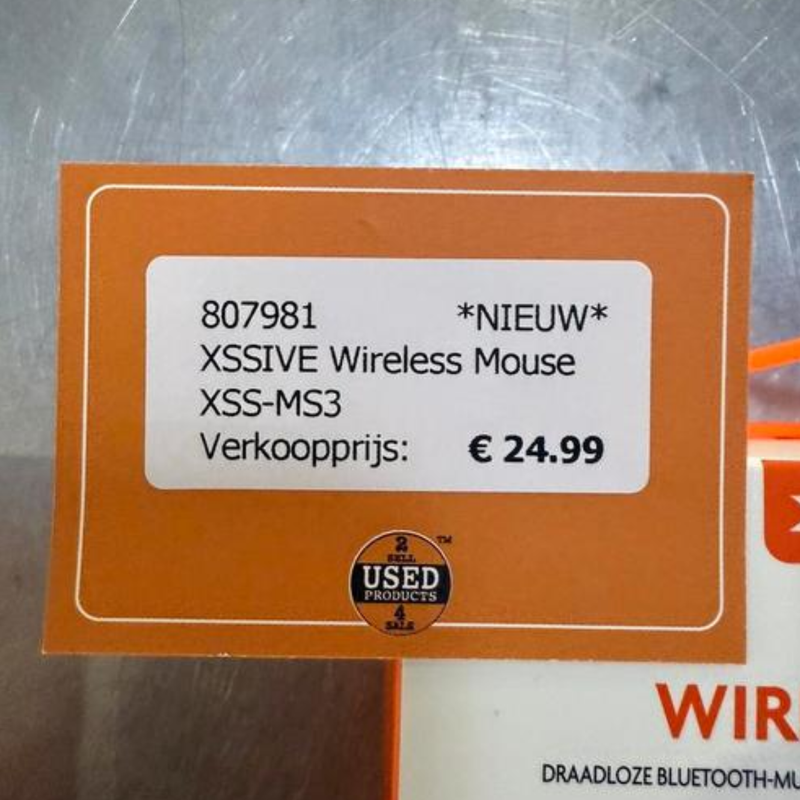 807981 *NIEUW*
XSSIVE Wireless Mouse
XSS-MS3
Verkoopprijs: € 24.99
2
SELL
TM
USED
PRODUCTS
4
SALE
WIR
DRAADLOZE BLUETOOTH-MU